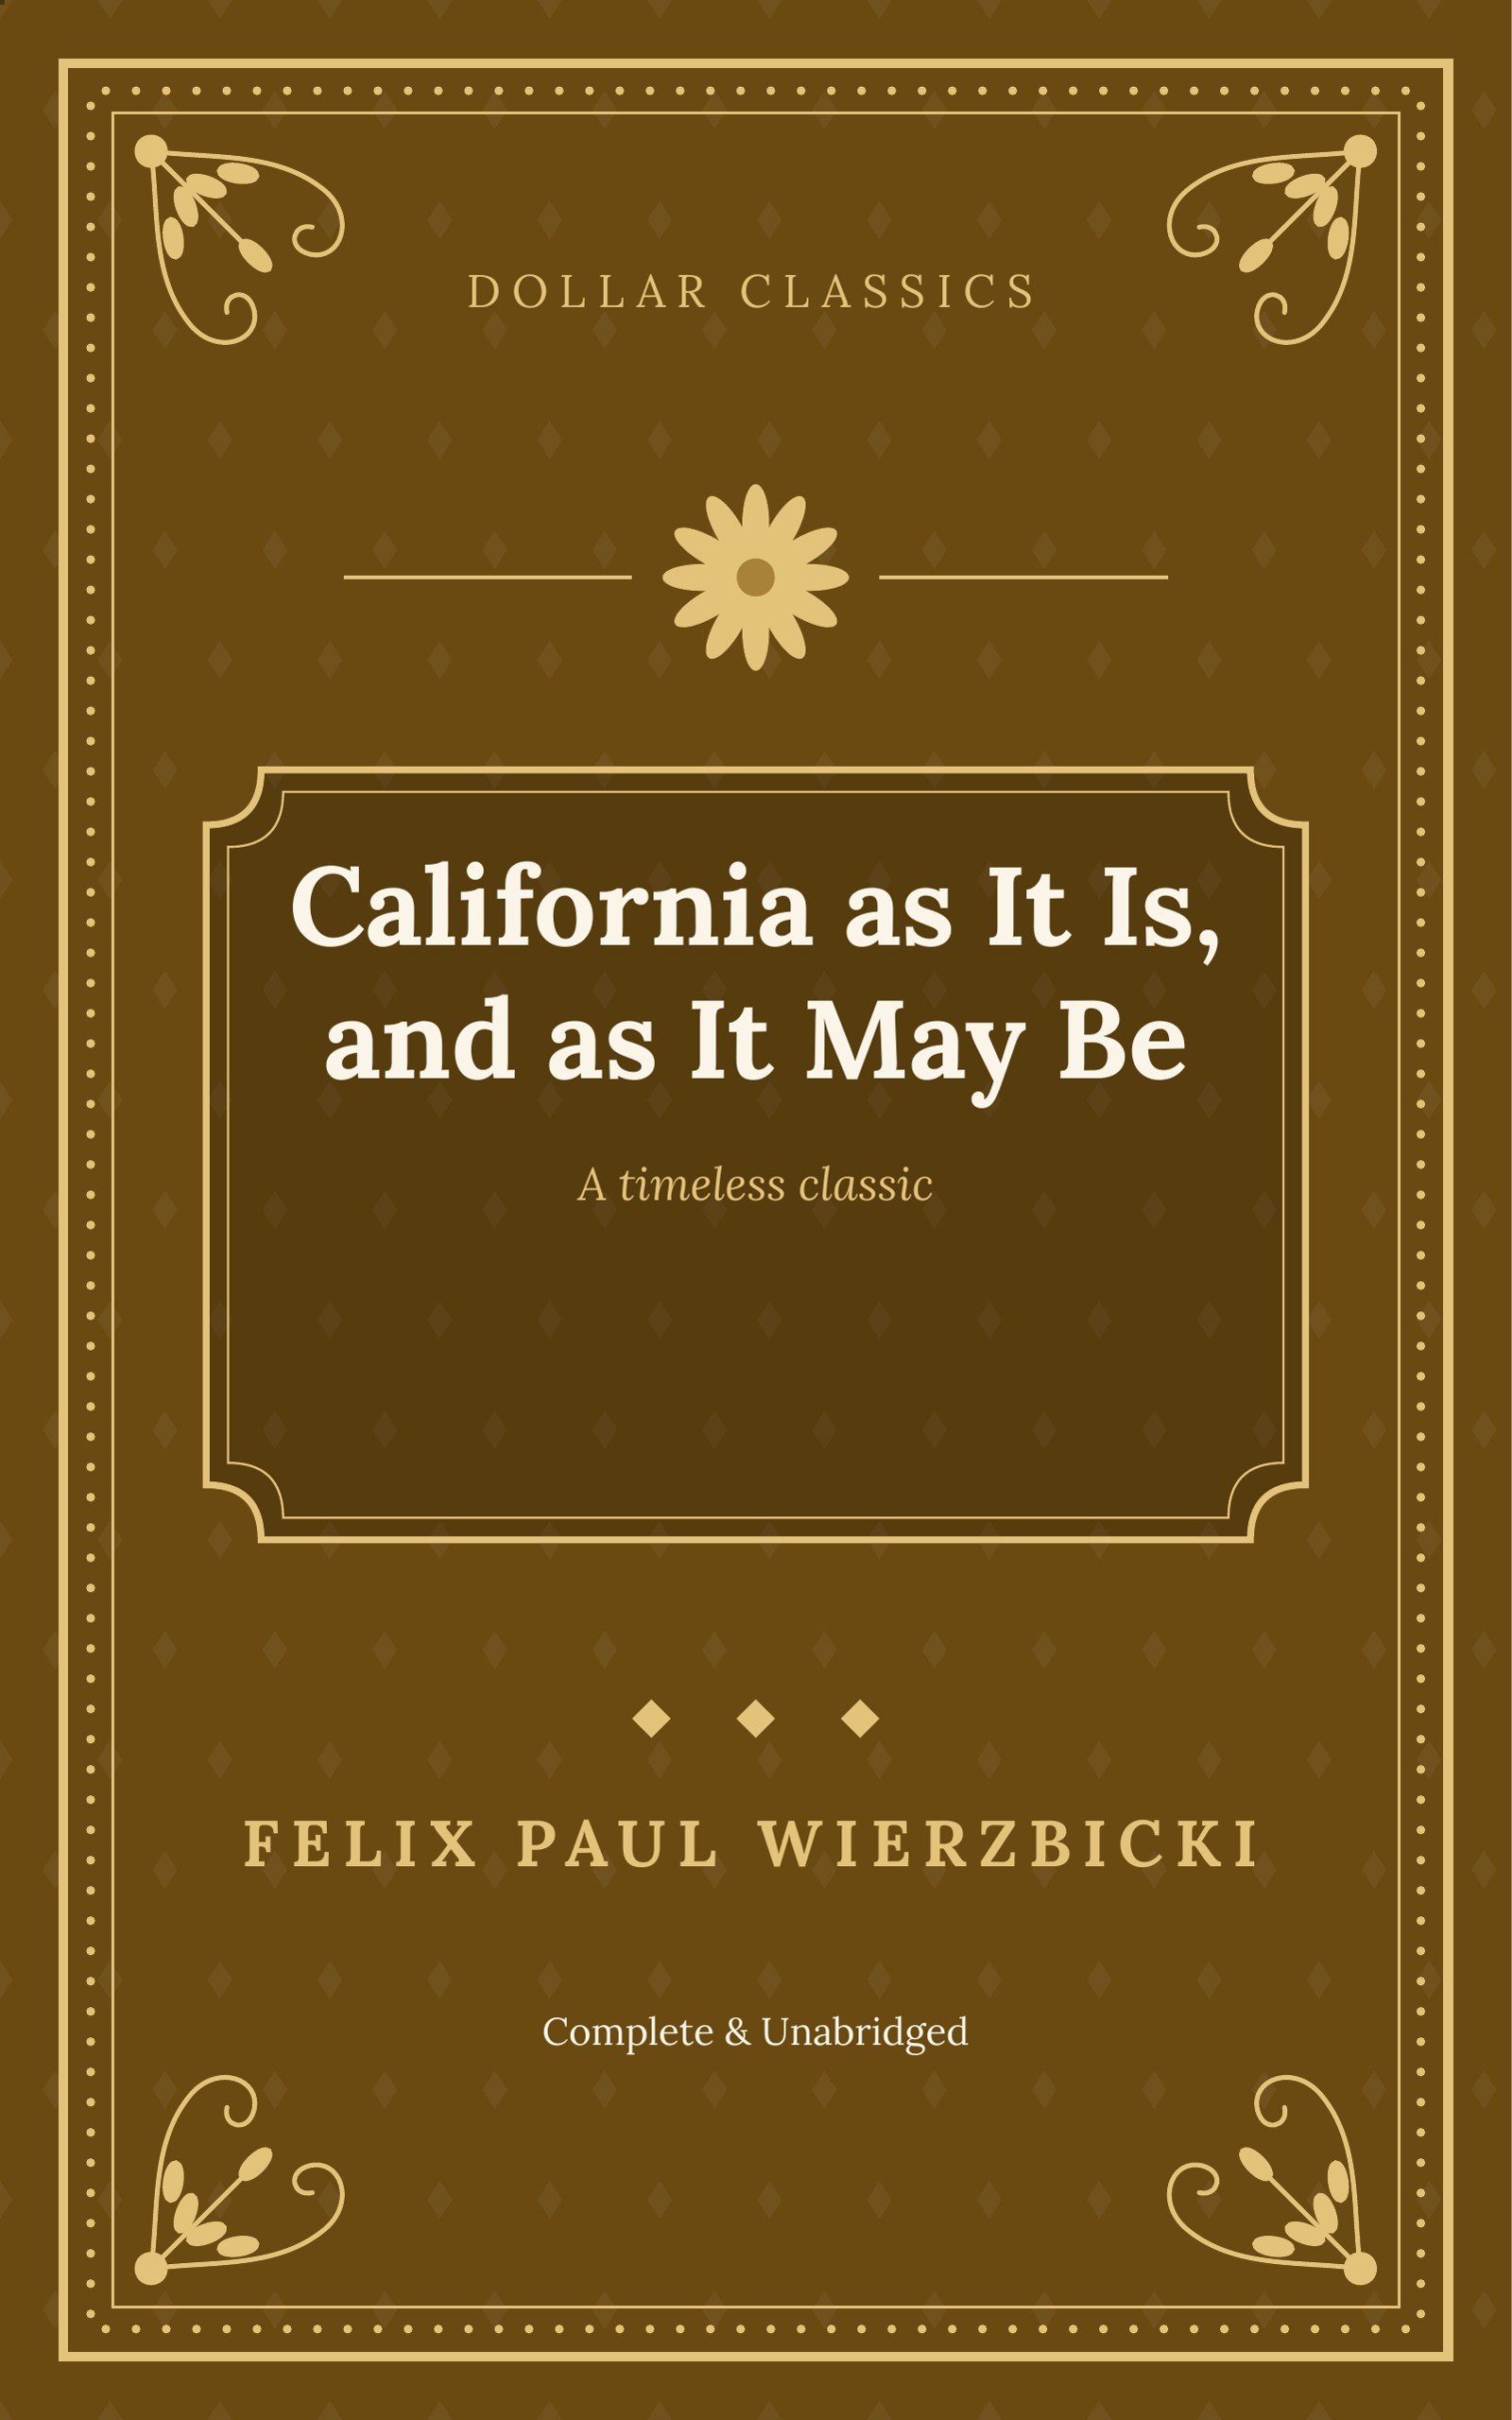 DOLLAR CLASSICS
California as It Is,
and as It May Be
A timeless classic
FELIX PAUL WIERZBICKI
Complete & Unabridged